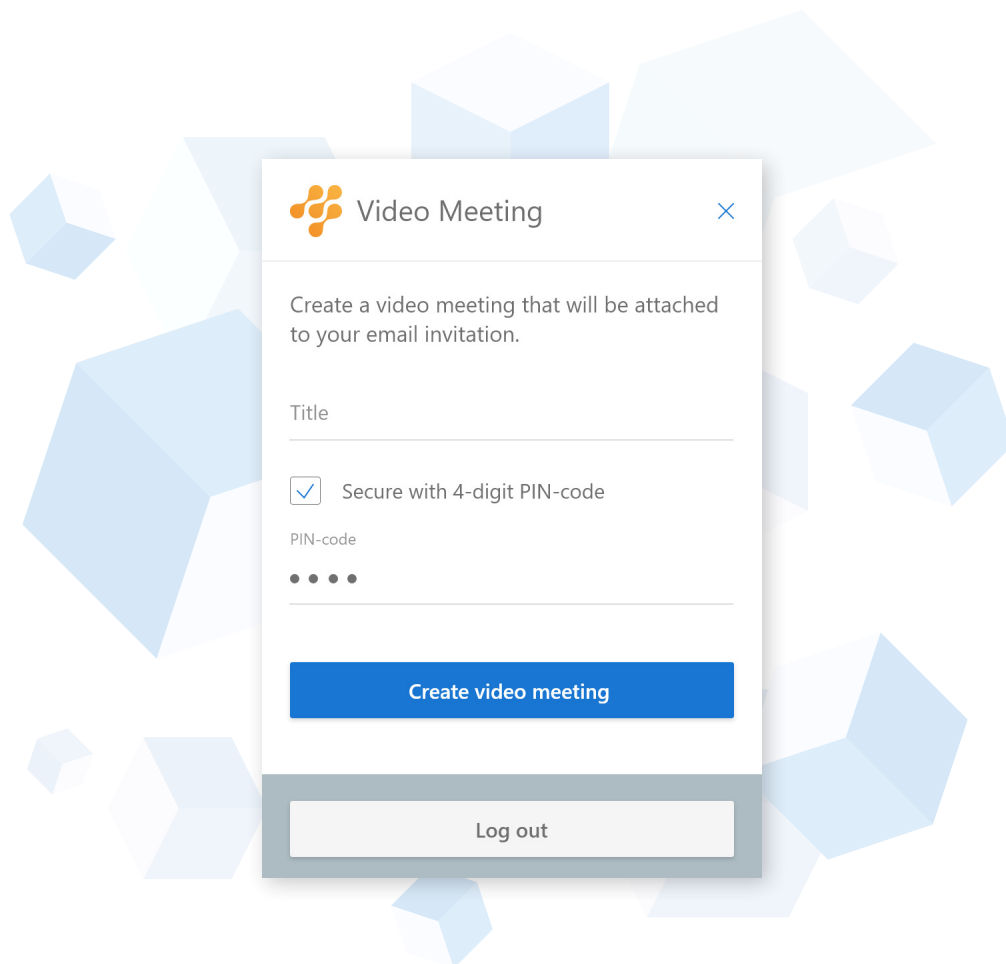 Video Meeting
Create a video meeting that will be attached
to your email invitation.
Title
Secure with 4-digit PIN-code
PIN-code
••••
Create video meeting
Log out